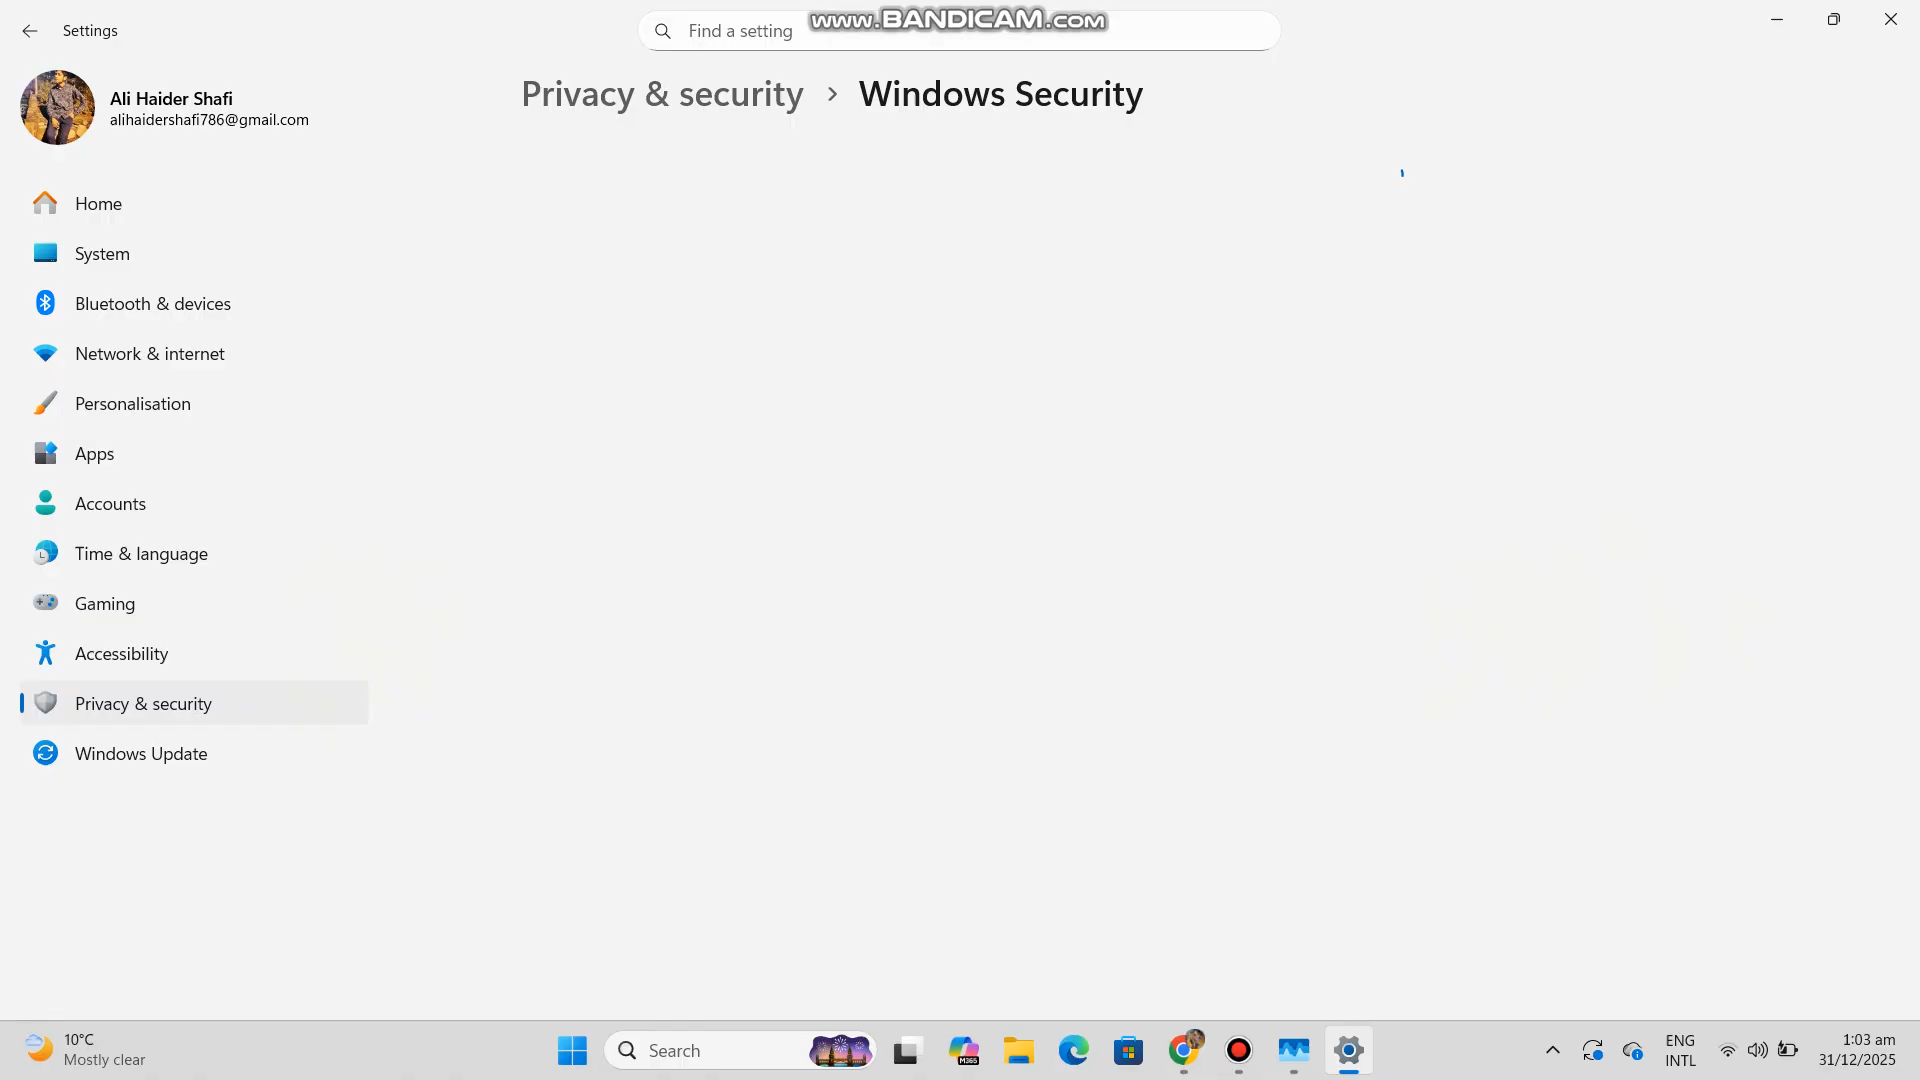 Settings
Find a setting
www.BANDICAM.com
Ali Haider Shafi
alihaidershafi786@gmail.com
Privacy & security > Windows Security
Home
System
Bluetooth & devices
Network & internet
Personalisation
Apps
Accounts
Time & language
Gaming
Accessibility
Privacy & security
Windows Update
10°C
Mostly clear
Search
M365
ENG
INTL
1:03 am
31/12/2025